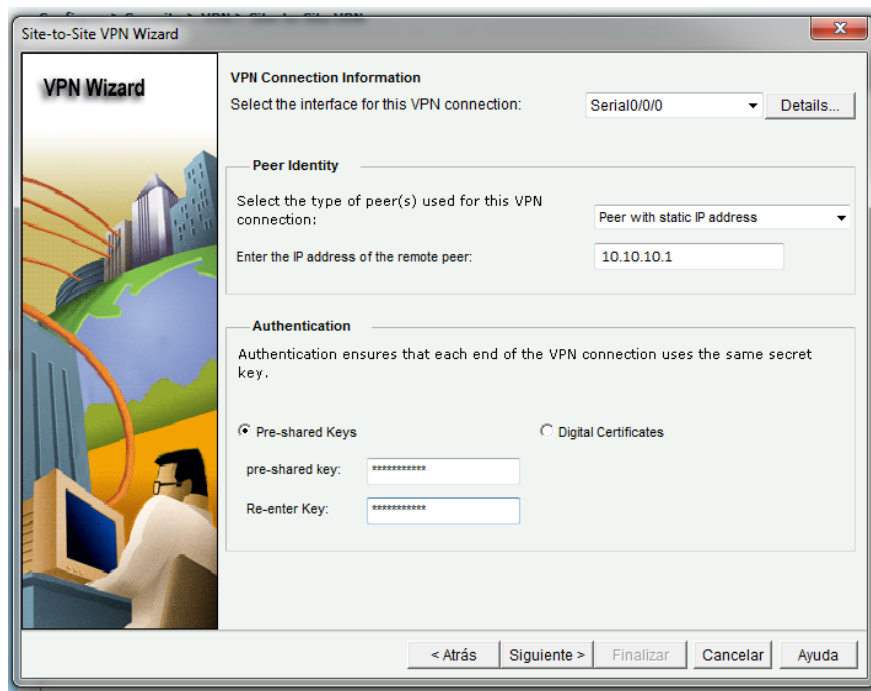 Site-to-Site VPN Wizard
VPN Wizard
VPN Connection Information
Select the interface for this VPN connection:
Serial0/0/0
Details...
Peer Identity
Select the type of peer(s) used for this VPN
connection:
Peer with static IP address
Enter the IP address of the remote peer:
10.10.10.1
Authentication
Authentication ensures that each end of the VPN connection uses the same secret
key.
Pre-shared Keys
Digital Certificates
pre-shared key:
***********
Re-enter Key:
***********
< Atrás
Siguiente >
Finalizar
Cancelar
Ayuda